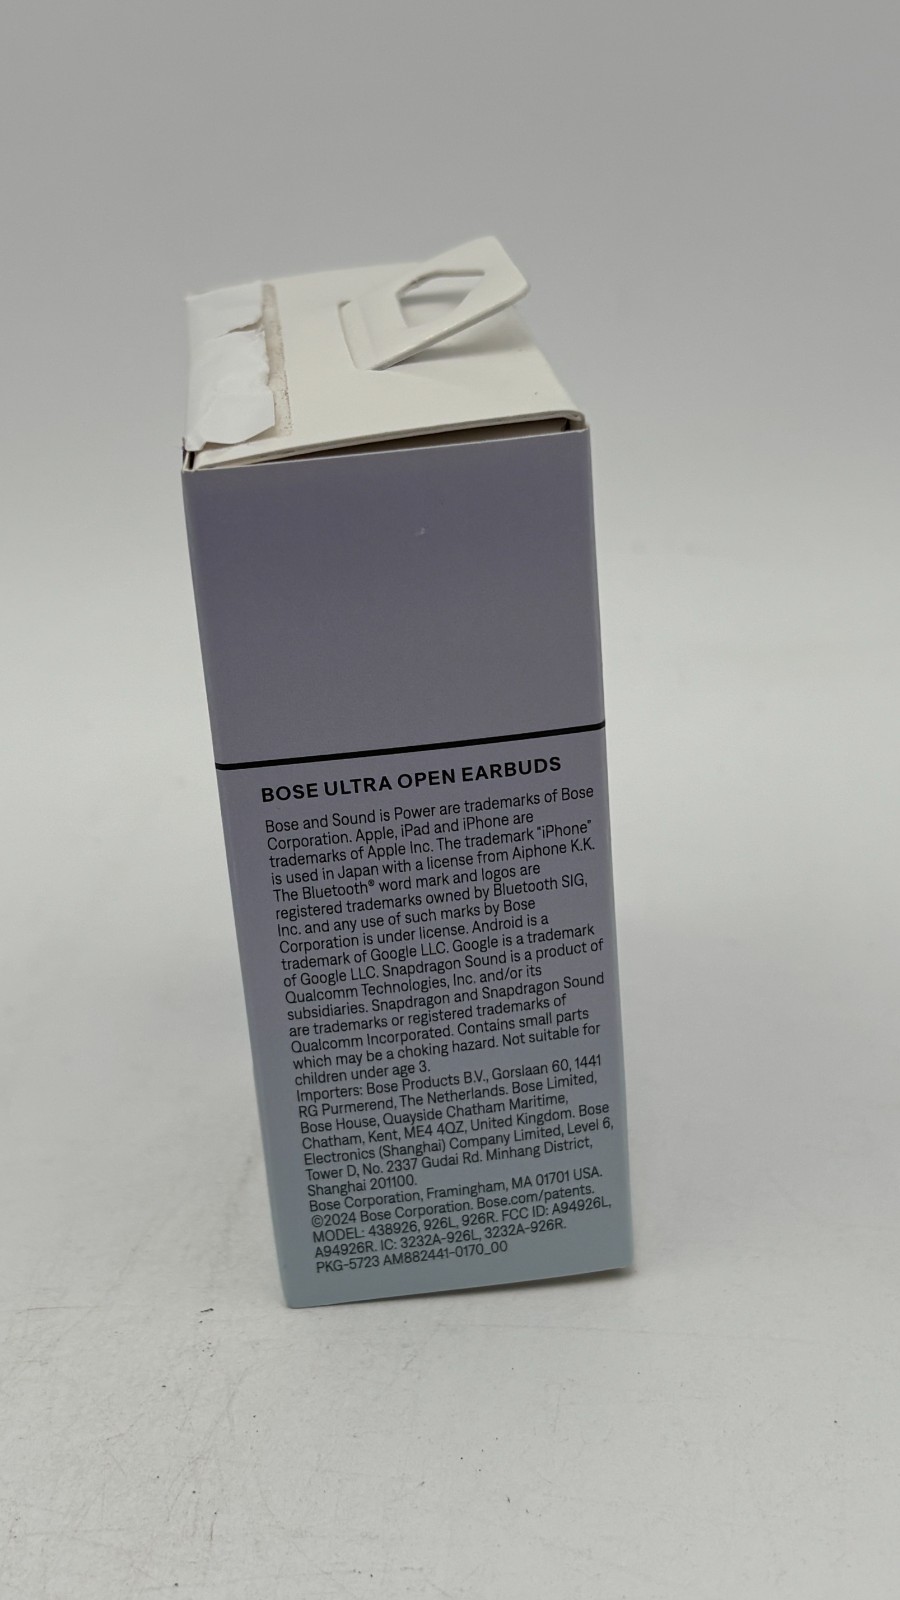 BOSE ULTRA OPEN EARBUDS
Bose and Sound is Power are trademarks of Bose
Corporation. Apple, iPad and iPhone are
trademarks of Apple Inc. The trademark "iPhone"
is used in Japan with a license from Aiphone K.K.
The Bluetooth® word mark and logos are
registered trademarks owned by Bluetooth SIG,
Inc. and any use of such marks by Bose
Corporation is under license. Android is a
trademark of Google LLC. Google is a trademark
of Google LLC. Snapdragon Sound is a product of
Qualcomm Technologies, Inc. and/or its
subsidiaries. Snapdragon and Snapdragon Sound
are trademarks or registered trademarks of
Qualcomm Incorporated. Contains small parts
which may be a choking hazard. Not suitable for
children under age 3.
Importers: Bose Products B.V., Gorslaan 60, 1441
RG Purmerend, The Netherlands. Bose Limited,
Bose House, Quayside Chatham Maritime,
Chatham, Kent, ME4 4QZ, United Kingdom. Bose
Electronics (Shanghai) Company Limited, Level 6,
Tower D, No. 2337 Gudai Rd. Minhang District,
Shanghai 201100.
Bose Corporation, Framingham, MA 01701 USA.
©2024 Bose Corporation. Bose.com/patents.
MODEL: 438926, 926L, 926R. FCC ID: A94926L,
A94926R. IC: 3232A-926L, 3232A-926R.
PKG-5723 AM882441-0170_00